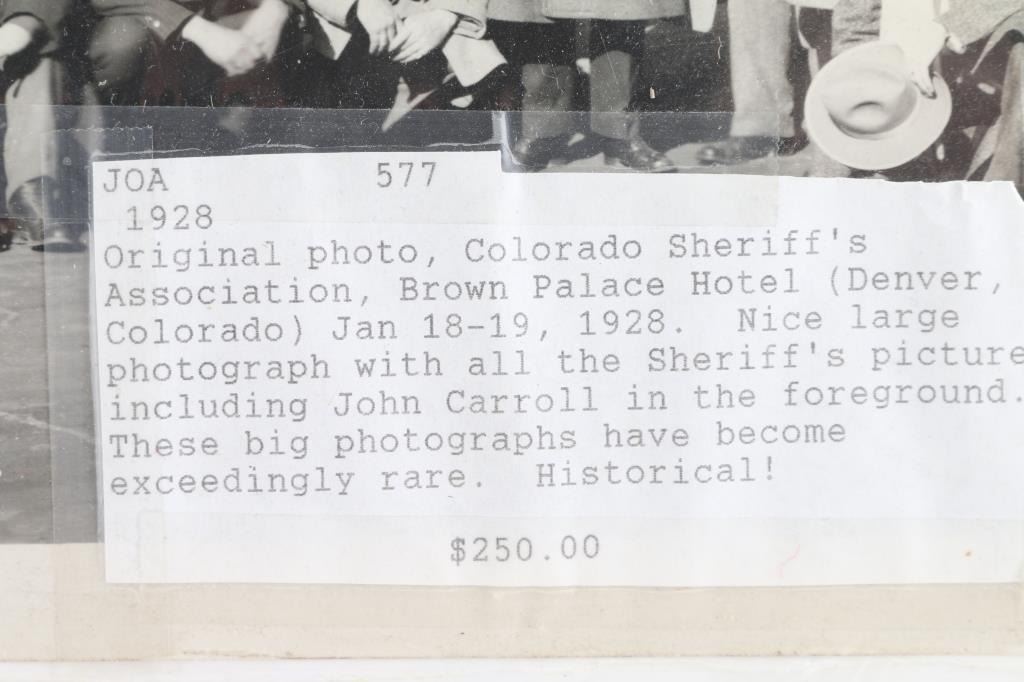 JOA 577
1928
Original photo, Colorado Sheriff's
Association, Brown Palace Hotel (Denver,
Colorado) Jan 18-19, 1928. Nice large
photograph with all the Sheriff's picture
including John Carroll in the foreground.
These big photographs have become
exceedingly rare. Historical!
$250.00